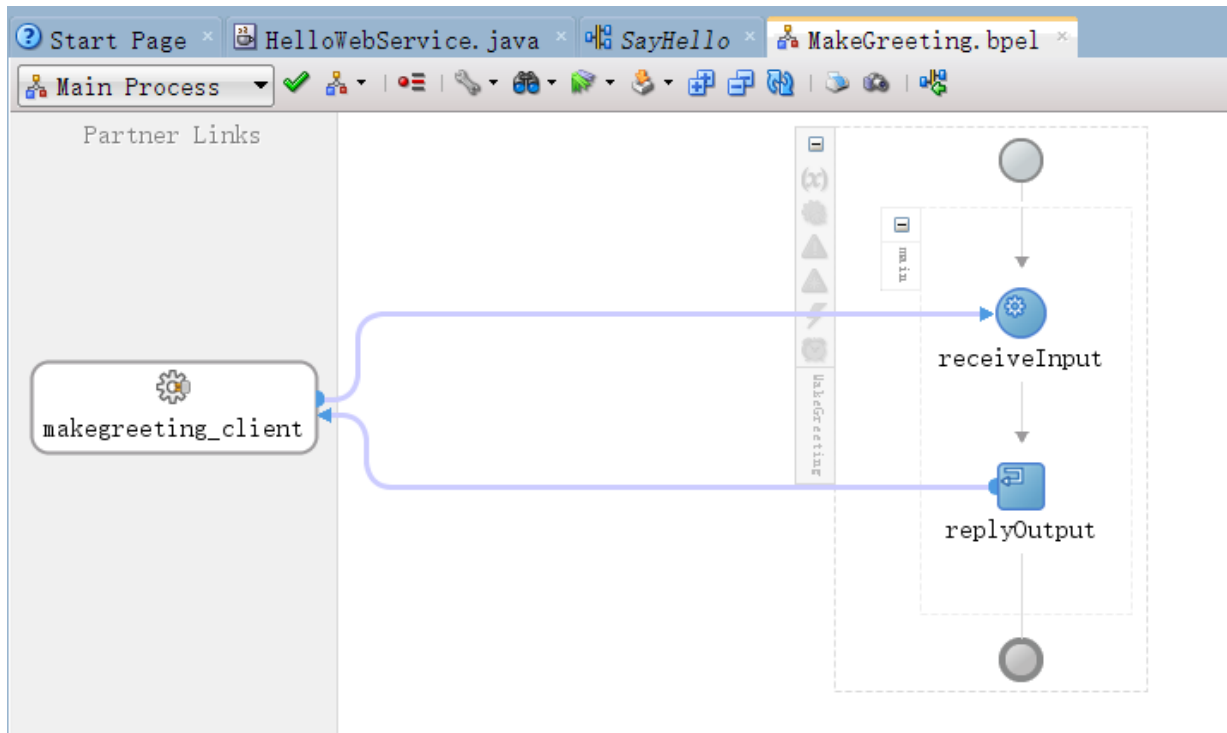 Start Page
HelloWebService.java
SayHello
MakeGreeting.bpel
Main Process
Partner Links
(x)
main
receiveInput
makegreeting_client
MakeGreeting
replyOutput